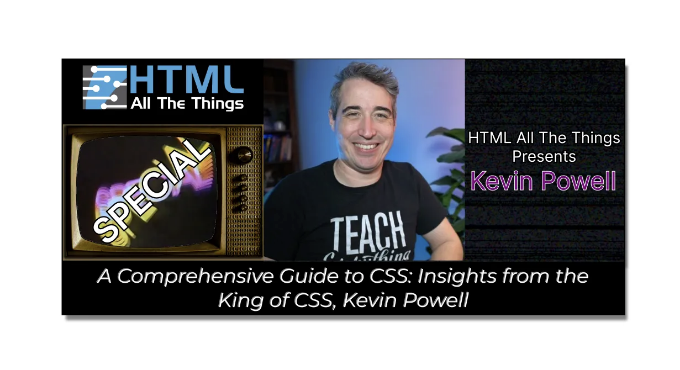 HTML
All The Things
SPECIAL
TEACH
HTML All The Things
Presents
Kevin Powell
A Comprehensive Guide to CSS: Insights from the
King of CSS, Kevin Powell